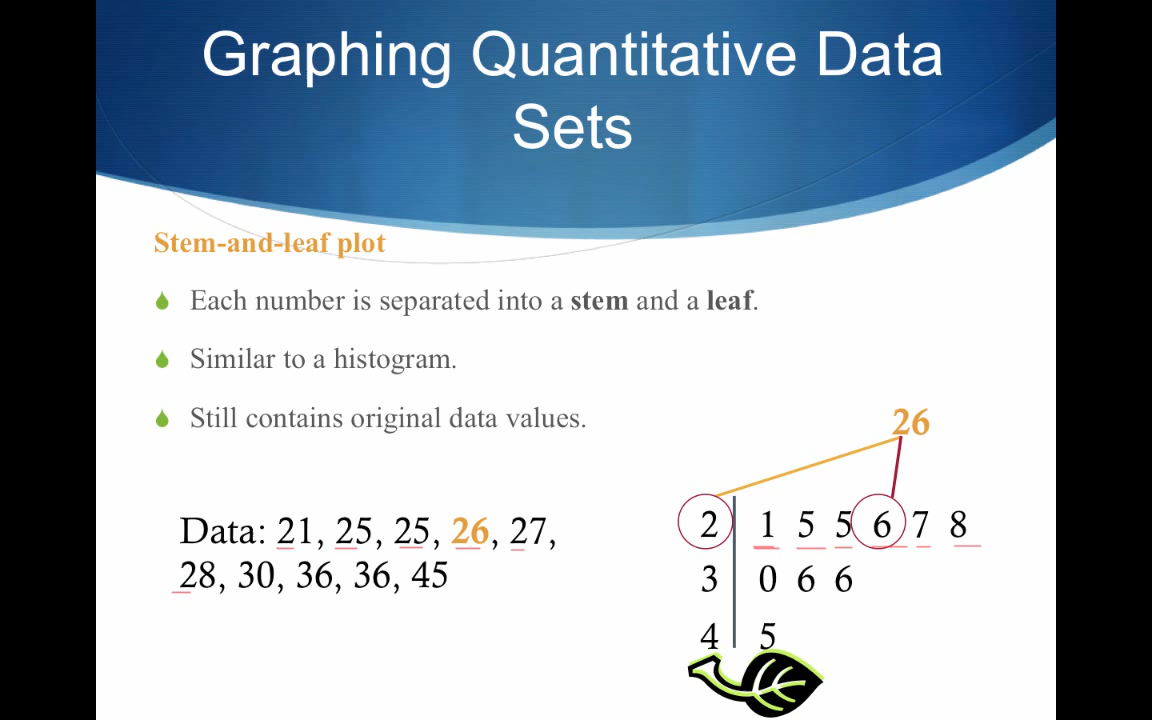 Graphing Quantitative Data
Sets
Stem-and-leaf plot
Each number is separated into a stem and a leaf.
Similar to a histogram.
Still contains original data values.
26
Data: 21, 25, 25, 26, 27,
28, 30, 36, 36, 45
2 1 5 5 6 7 8
3 0 6 6
4 5